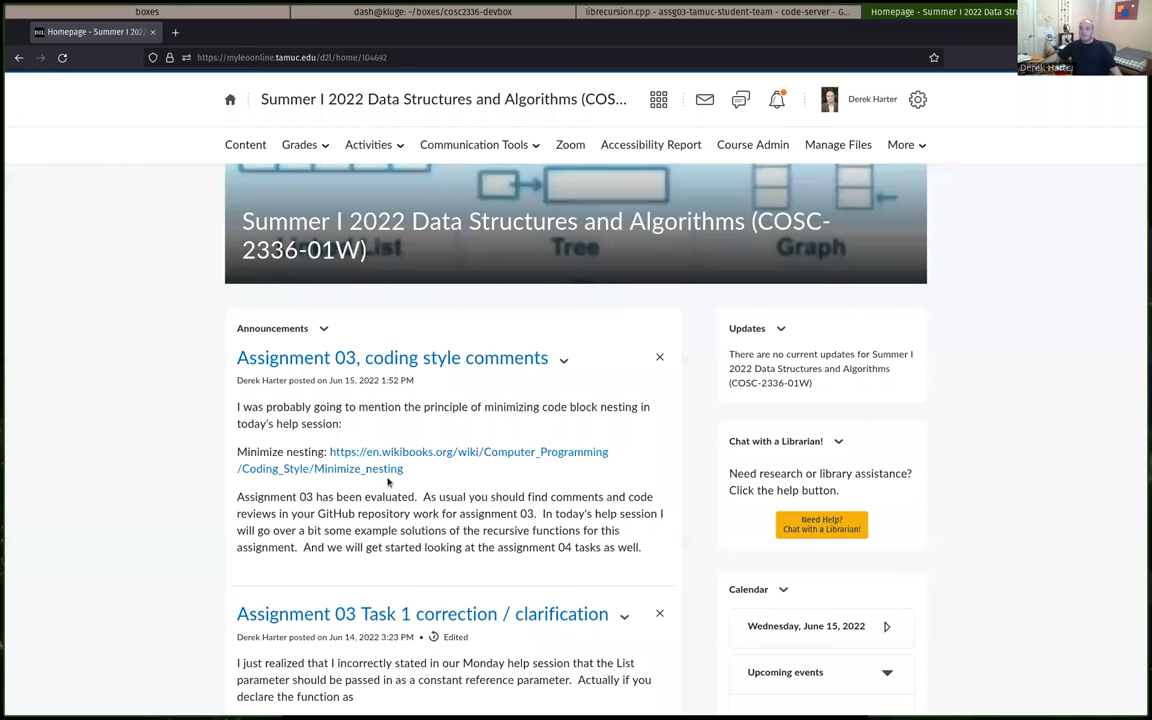 boxes
dash@kluge: ~/boxes/cosc2336-devbox
librecursion.cpp - assg03-tamuc-student-team - code-server - G...
Homepage - Summer I 2022 Data Stru
Homepage - Summer I 2022
https://myleoonline.tamuc.edu/d2l/home/104692
Derek Harter
Summer I 2022 Data Structures and Algorithms (COS...
Derek Harter
Content
Grades
Activities
Communication Tools
Zoom
Accessibility Report
Course Admin
Manage Files
More
Summer I 2022 Data Structures and Algorithms (COSC-
2336-01W)
List
Tree
Graph
Announcements
Assignment 03, coding style comments
Derek Harter posted on Jun 15, 2022 1:52 PM
I was probably going to mention the principle of minimizing code block nesting in
today's help session:
Minimize nesting: https://en.wikibooks.org/wiki/Computer_Programming
/Coding_Style/Minimize_nesting
Assignment 03 has been evaluated. As usual you should find comments and code
reviews in your GitHub repository work for assignment 03. In today's help session I
will go over a bit some example solutions of the recursive functions for this
assignment. And we will get started looking at the assignment 04 tasks as well.
Assignment 03 Task 1 correction / clarification
Derek Harter posted on Jun 14, 2022 3:23 PM • Edited
I just realized that I incorrectly stated in our Monday help session that the List
parameter should be passed in as a constant reference parameter. Actually if you
declare the function as
Updates
There are no current updates for Summer I
2022 Data Structures and Algorithms
(COSC-2336-01W)
Chat with a Librarian!
Need research or library assistance?
Click the help button.
Need Help?
Chat with a Librarian!
Calendar
Wednesday, June 15, 2022
Upcoming events